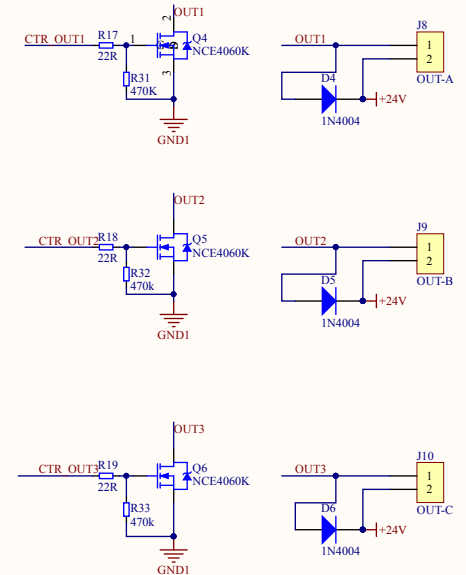 OUT1
2
CTR_OUT1
R17
22R
1
Q4
NCE4060K
3
R31
470K
GND1
OUT1
J8
1
2
OUT-A
D4
1N4004
+24V
OUT2
CTR_OUT2
R18
22R
Q5
NCE4060K
R32
470k
GND1
OUT2
J9
1
2
OUT-B
D5
1N4004
+24V
OUT3
CTR_OUT3
R19
22R
Q6
NCE4060K
R33
470k
GND1
OUT3
J10
1
2
OUT-C
D6
1N4004
+24V